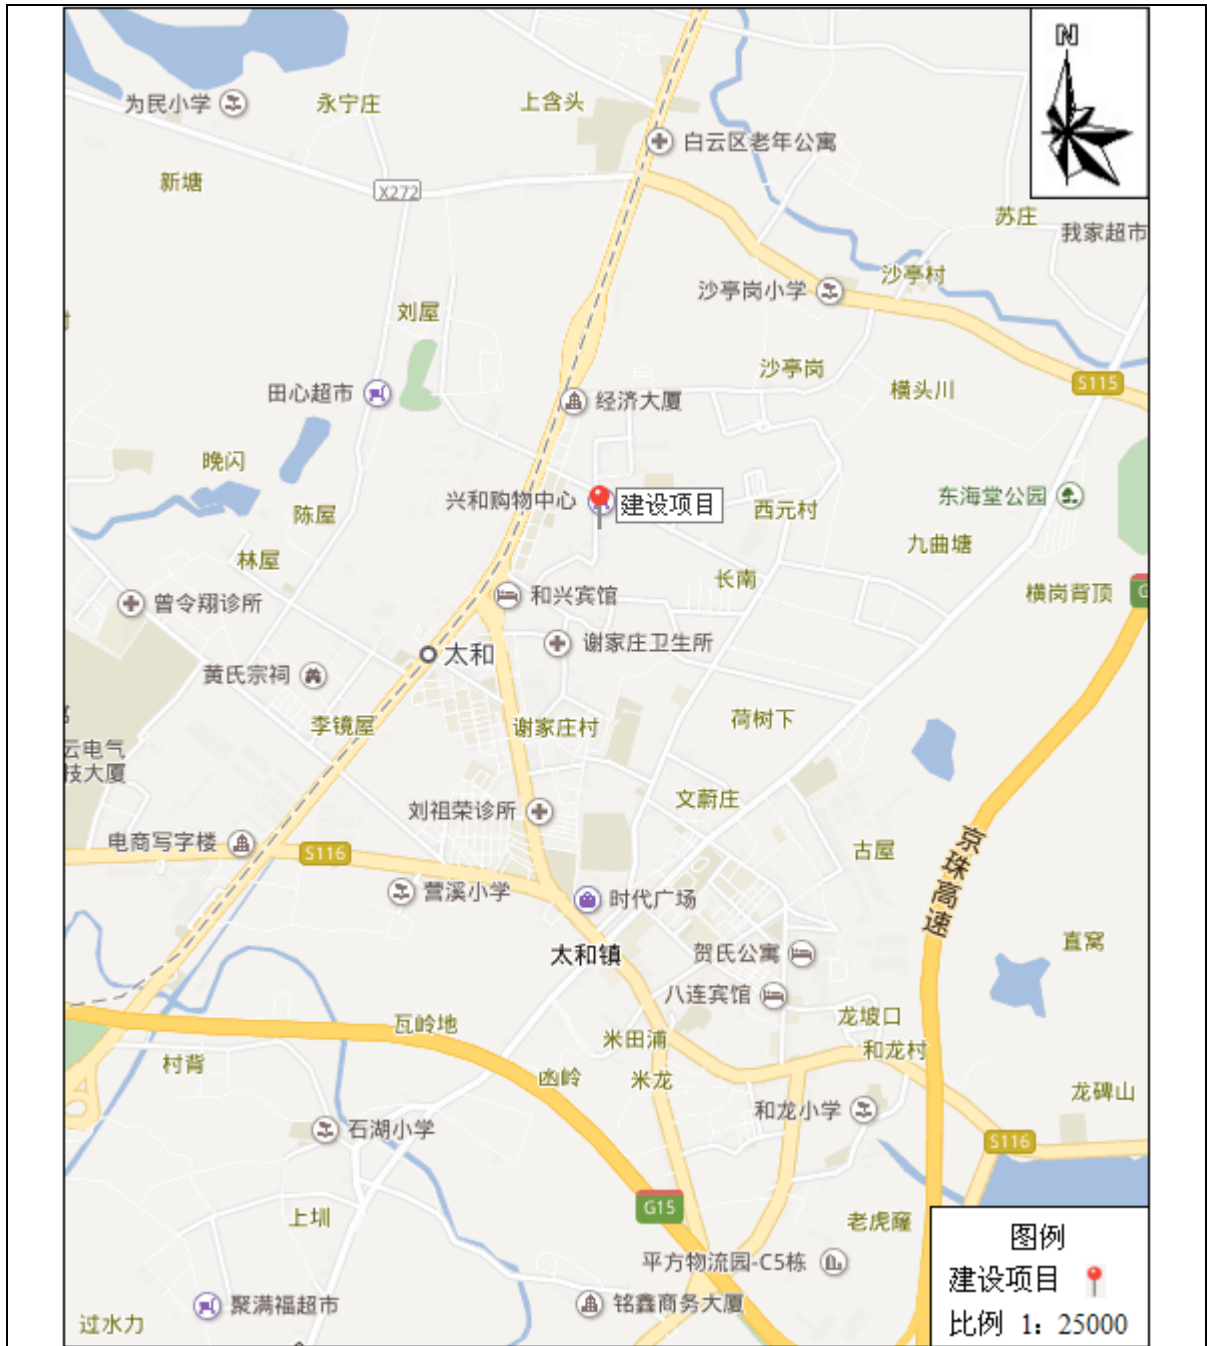 N
为民小学
永宁庄
上含头
白云区老年公寓
新塘
X272
苏庄
我家超市
沙亭村
沙亭岗小学
刘屋
沙亭岗
田心超市
经济大厦
横头川
S115
晚闪
兴和购物中心
建设项目
东海堂公园
陈屋
西元村
九曲塘
林屋
长南
横岗背顶
G
曾令翔诊所
和兴宾馆
谢家庄卫生所
太和
黄氏宗祠
李镜屋
谢家庄村
荷树下
云电气
技大厦
文蔚庄
刘祖荣诊所
电商写字楼
S116
古屋
京珠高速
营溪小学
时代广场
太和镇
贺氏公寓
直窝
八连宾馆
瓦岭地
龙坡口
米田浦
和龙村
村背
凼岭
米龙
龙碑山
和龙小学
石湖小学
S116
G15
上圳
老虎窿
平方物流园-C5栋
图例
建设项目
比例 1：25000
聚满福超市
铭鑫商务大厦
过水力